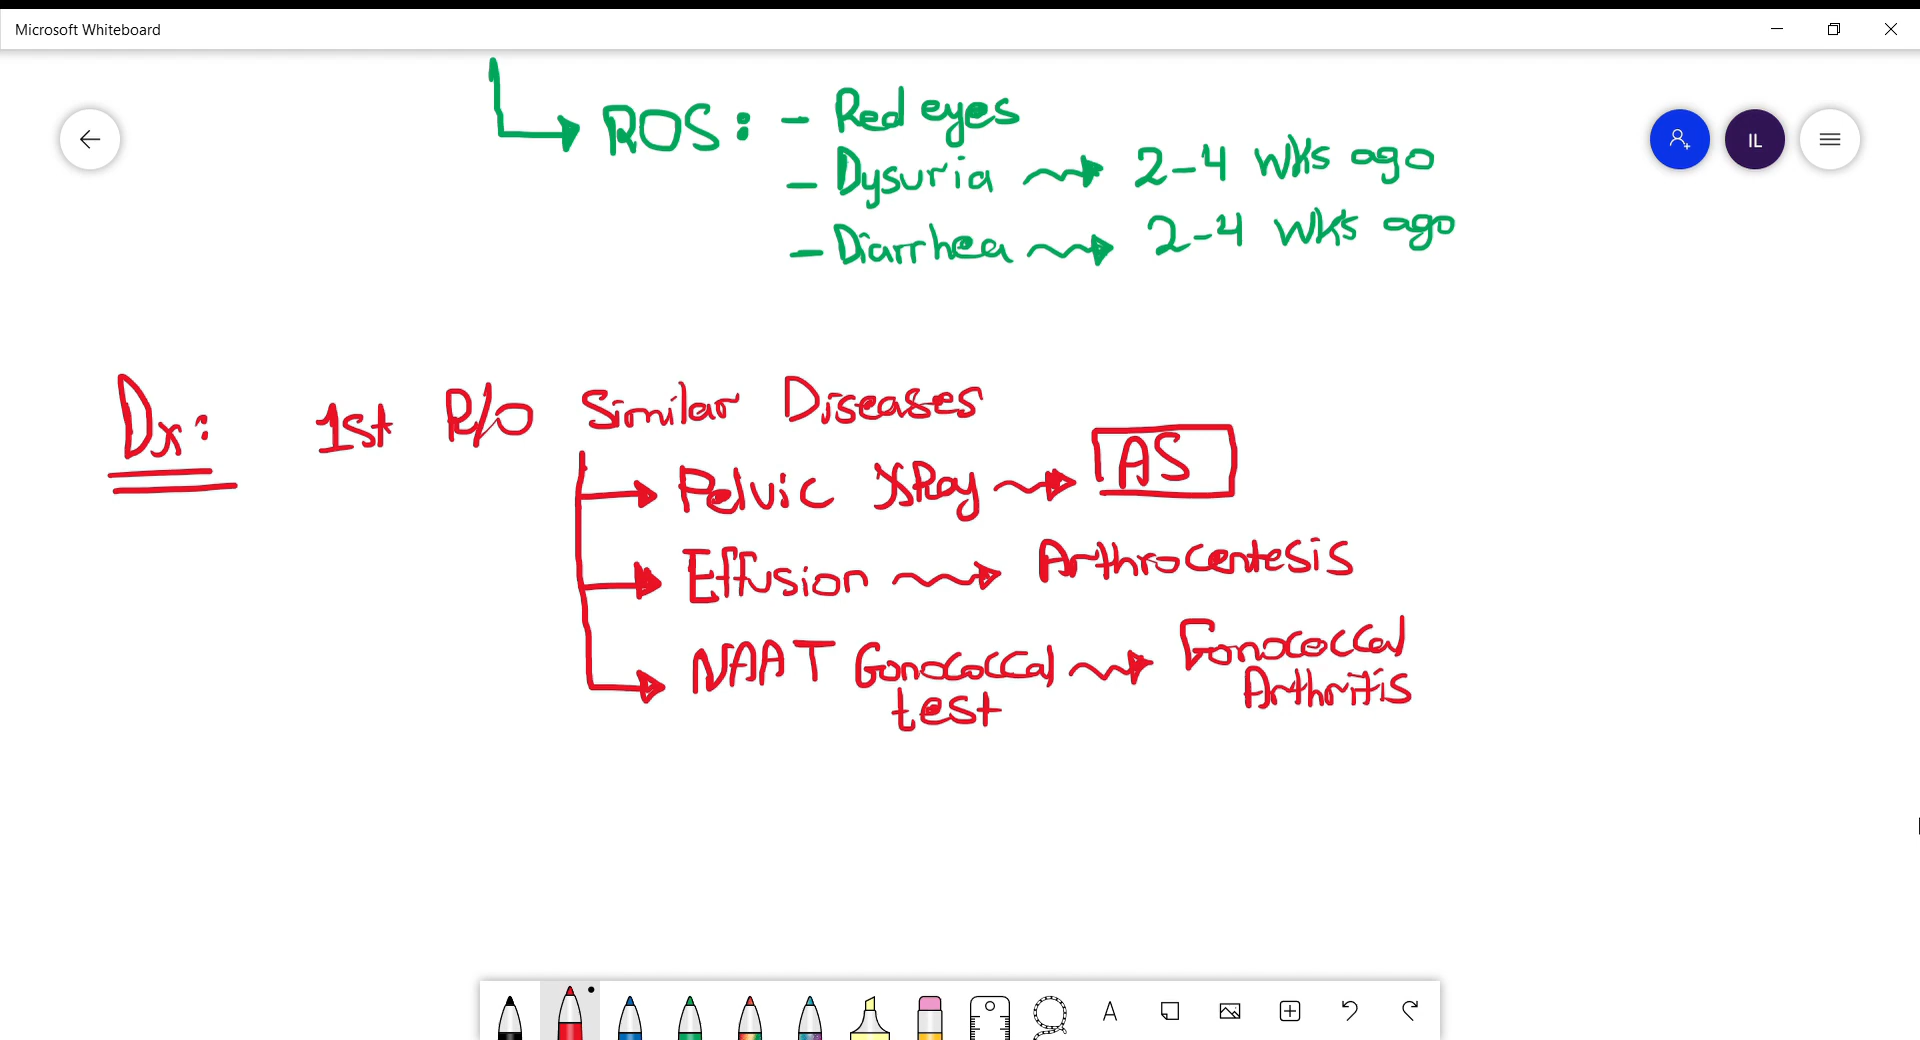 Microsoft Whiteboard
ROS: - Red eyes
- Dysuria → 2-4 wks ago
- Diarrhea → 2-4 wks ago
IL
Dx: 1st R/O Similar Diseases
Pelvic XRay → AS
Effusion → Arthrocentesis
NAAT Gonococcal test → Gonococcal Arthritis
A